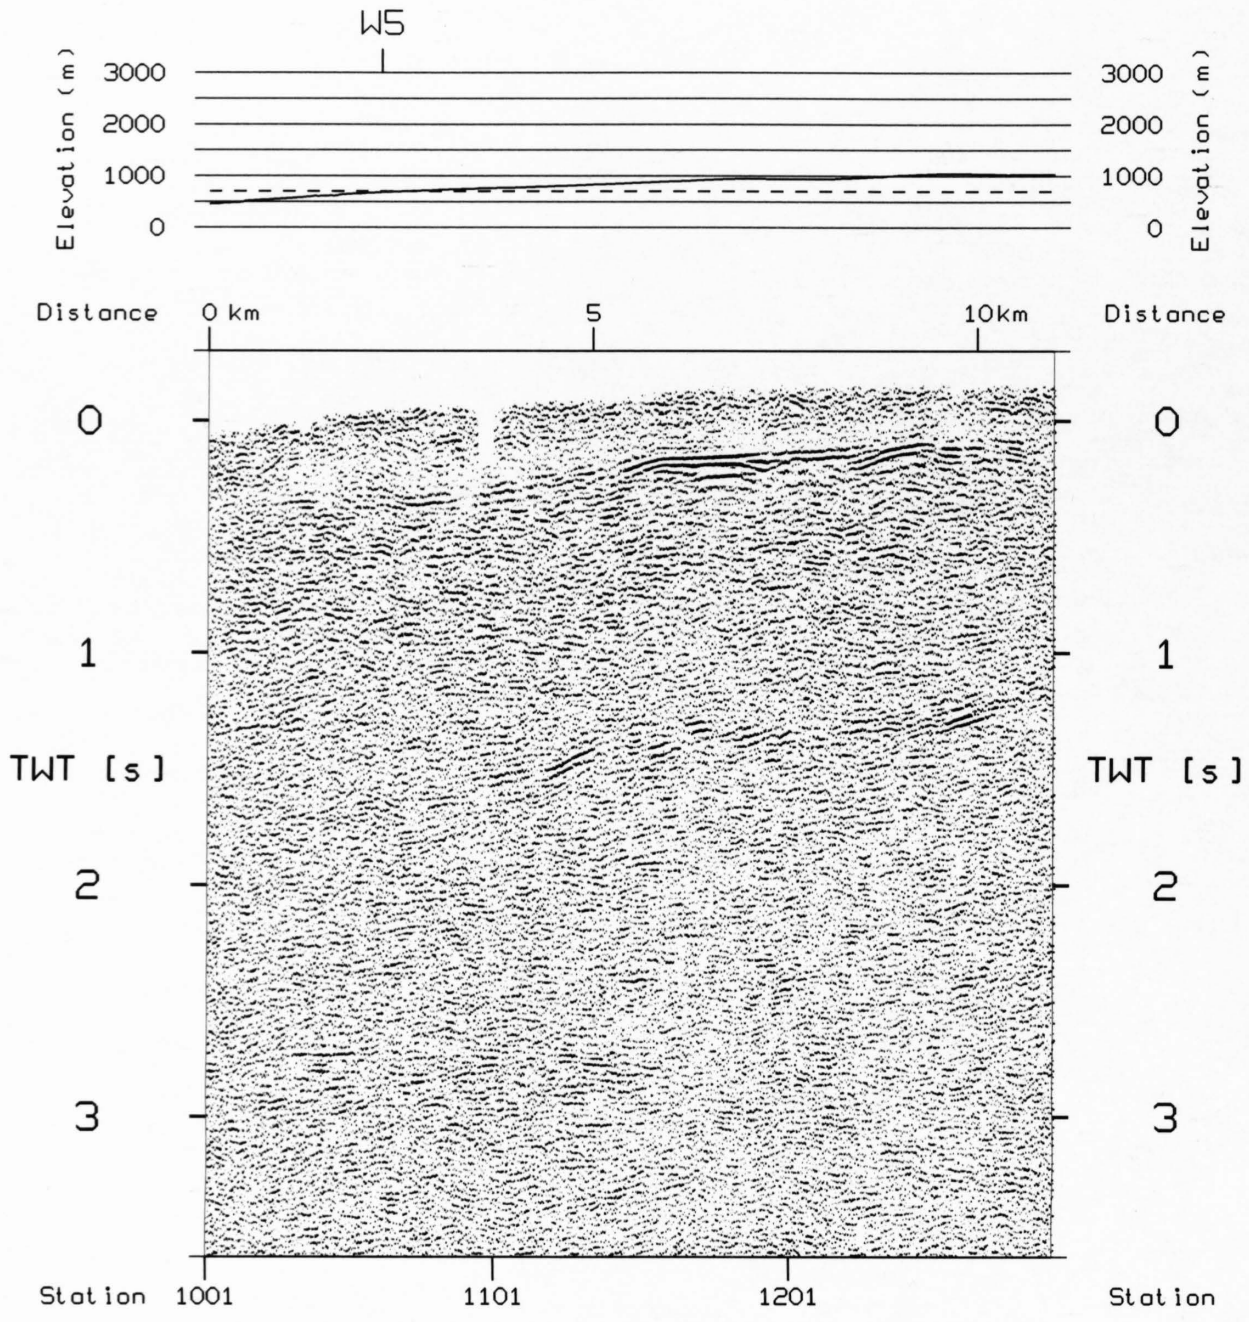 W5
Elevation (m) 3000 3000 Elevation (m)
2000 2000
1000 1000
0 0
Distance 0 km 5 10km Distance
0 0
1 1
TWT [s] TWT [s]
2 2
3 3
Station 1001 1101 1201 Station